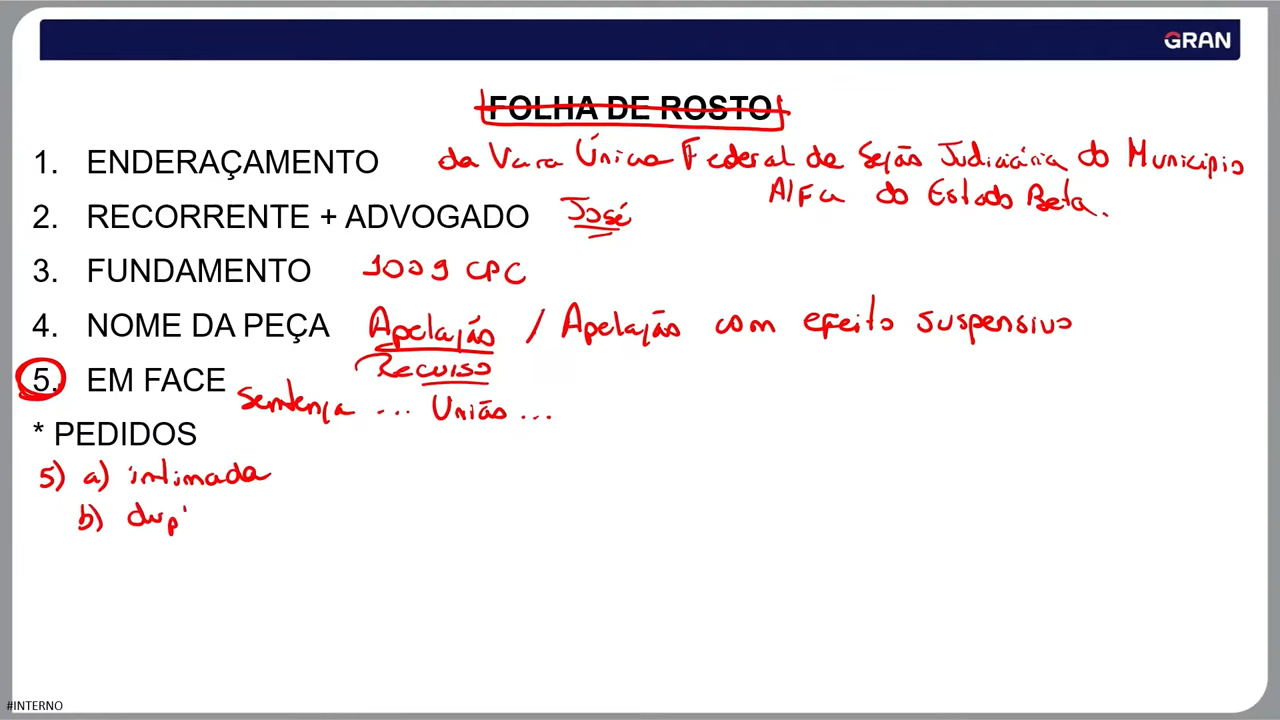 GRAN
FOLHA DE ROSTO
1. ENDERAÇAMENTO da Vara Única Federal de Seção Judiciária do Município
Alfa do Estado Beta.
2. RECORRENTE + ADVOGADO José
3. FUNDAMENTO 1009 CPC
4. NOME DA PEÇA Apelação / Apelação com efeito suspensivo
Recurso
5. EM FACE
sentença ... União ...
* PEDIDOS
5) a) intimada
b) dupi
#INTERNO